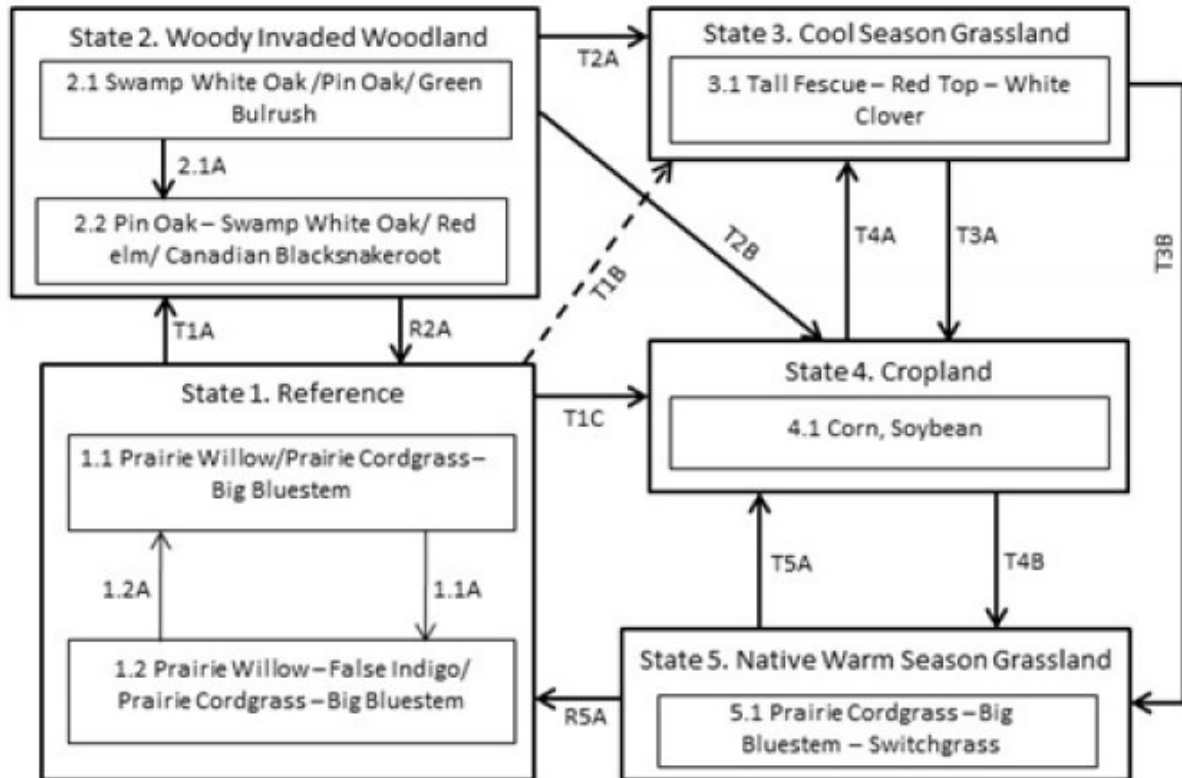 State 2. Woody Invaded Woodland
2.1 Swamp White Oak /Pin Oak/ Green
Bulrush
2.1A
2.2 Pin Oak – Swamp White Oak/ Red
elm/ Canadian Blacksnakeroot
T2A
State 3. Cool Season Grassland
3.1 Tall Fescue – Red Top – White
Clover
T2B
T1B
T4A
T3A
T3B
T1A
R2A
State 1. Reference
1.1 Prairie Willow/Prairie Cordgrass –
Big Bluestem
1.2A
1.1A
1.2 Prairie Willow – False Indigo/
Prairie Cordgrass – Big Bluestem
T1C
State 4. Cropland
4.1 Corn, Soybean
T5A
T4B
R5A
State 5. Native Warm Season Grassland
5.1 Prairie Cordgrass – Big
Bluestem – Switchgrass